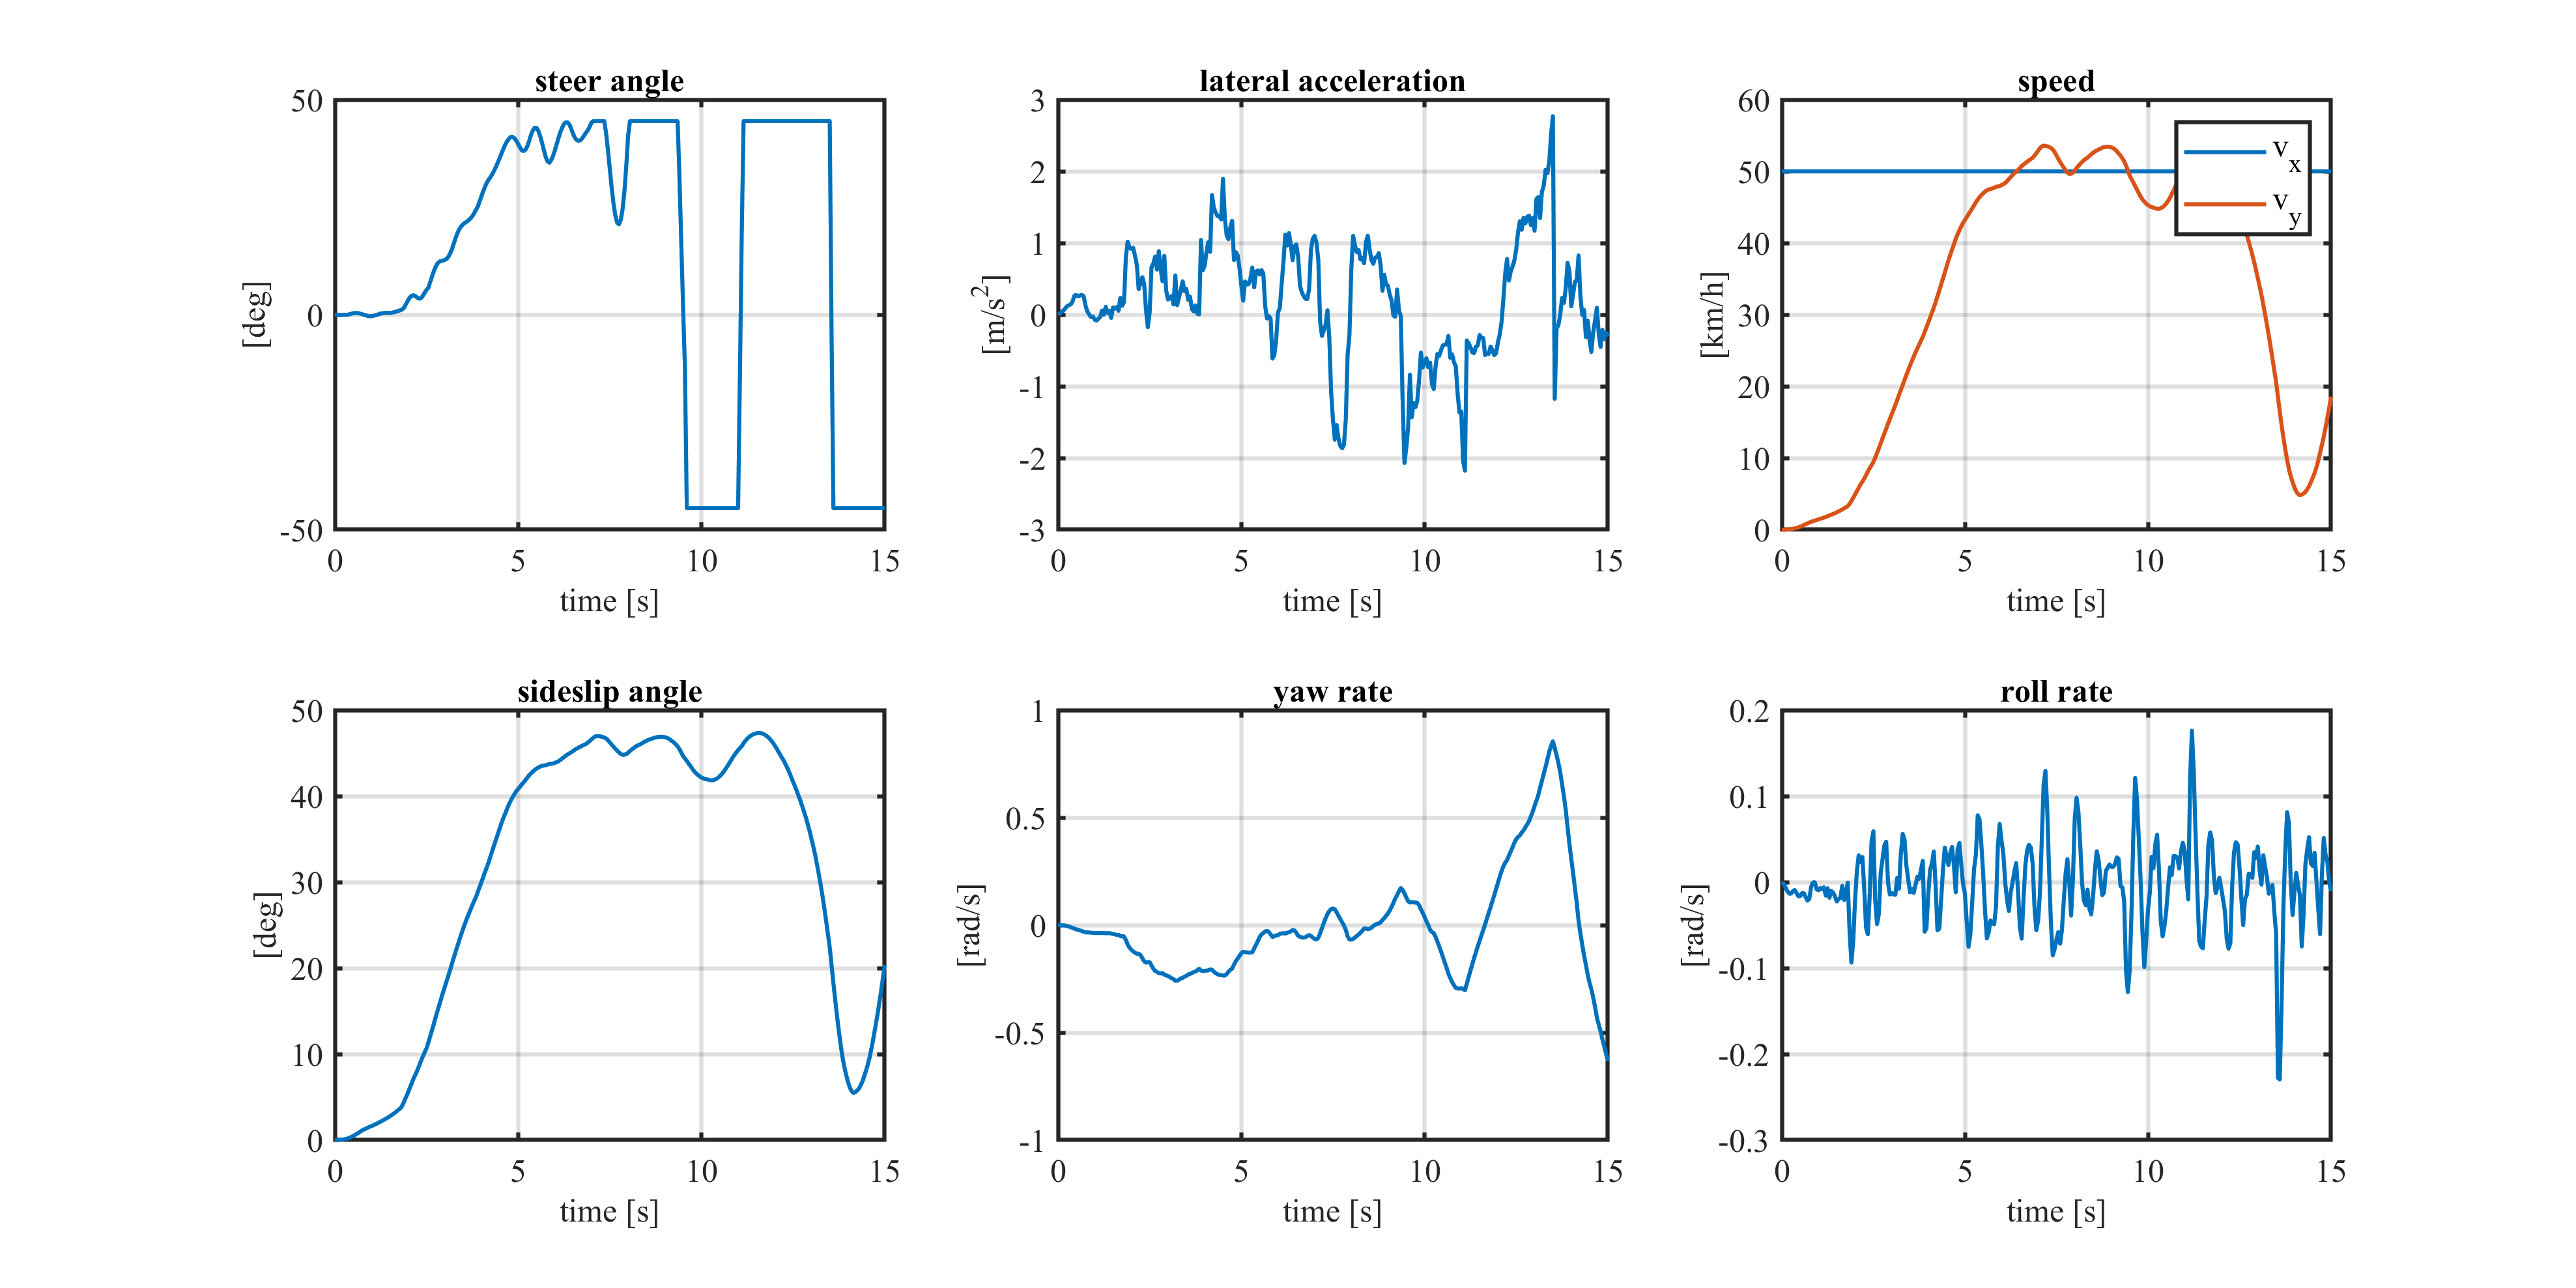 steer angle
50
0
-50
[deg]
0 5 10 15
time [s]
lateral acceleration
3
2
1
0
-1
-2
-3
[m/s²]
0 5 10 15
time [s]
speed
60
50
40
30
20
10
0
[km/h]
v_x
v_y
0 5 10 15
time [s]
sideslip angle
50
40
30
20
10
0
[deg]
0 5 10 15
time [s]
yaw rate
1
0.5
0
-0.5
-1
[rad/s]
0 5 10 15
time [s]
roll rate
0.2
0.1
0
-0.1
-0.2
-0.3
[rad/s]
0 5 10 15
time [s]